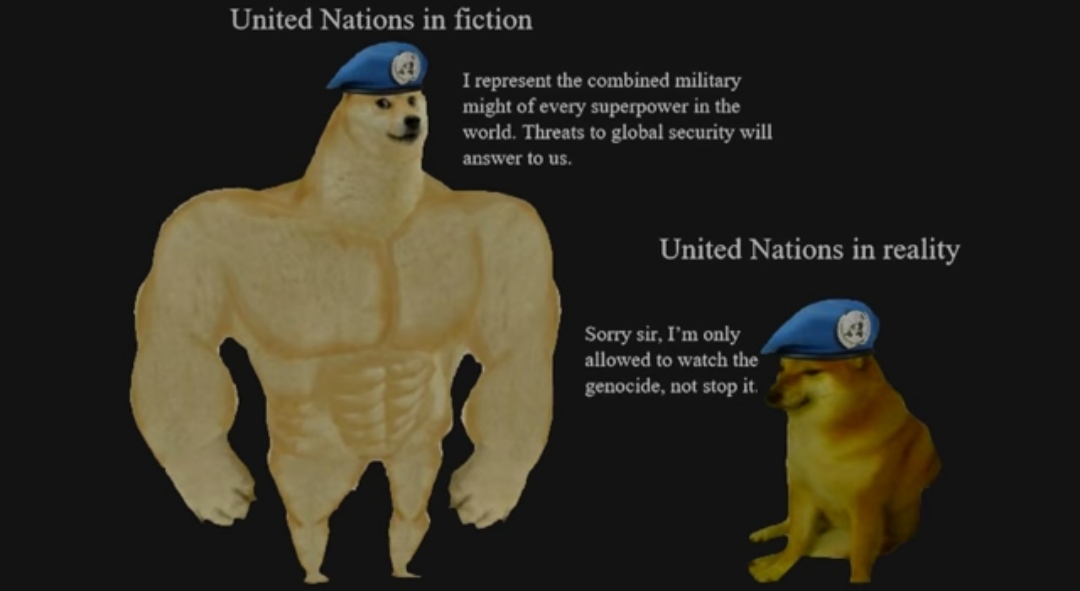 United Nations in fiction
I represent the combined military
might of every superpower in the
world. Threats to global security will
answer to us.
United Nations in reality
Sorry sir, I'm only
allowed to watch the
genocide, not stop it.